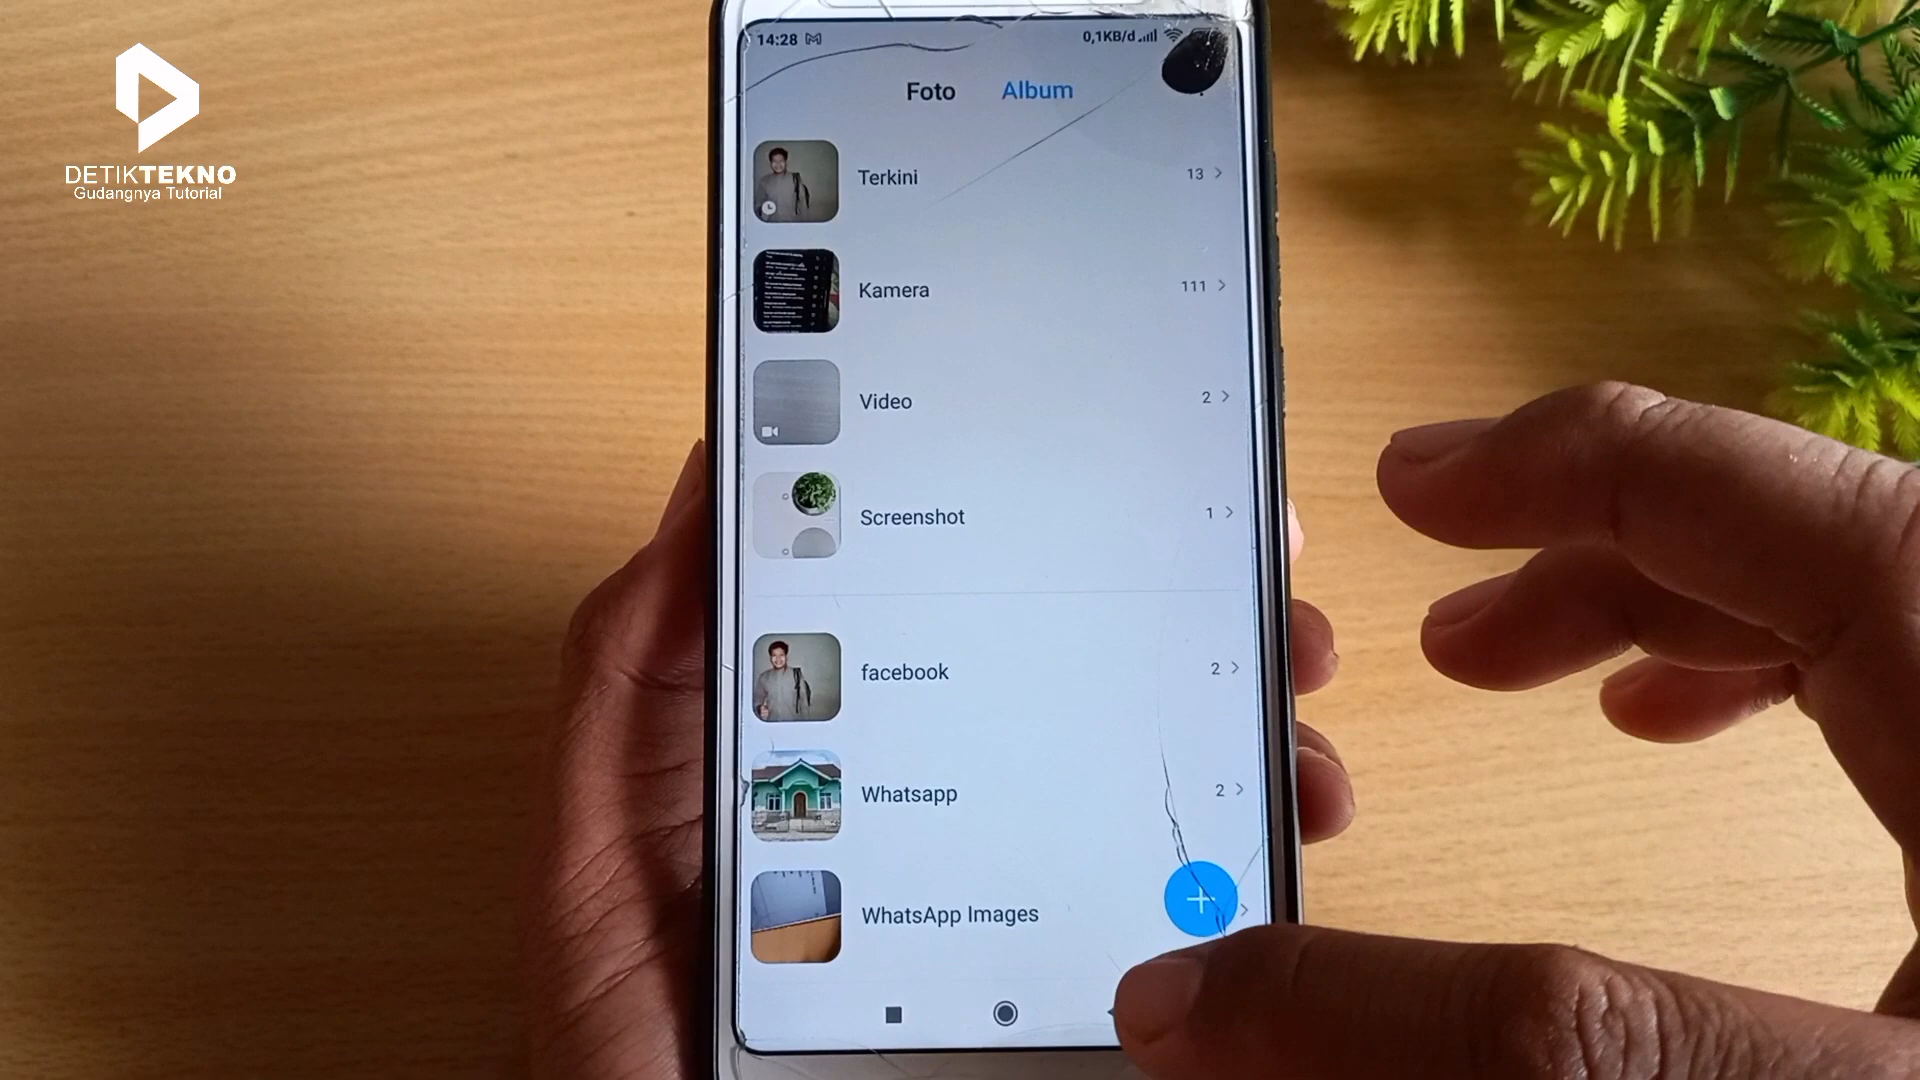 DETIKTEKNO
Gudangnya Tutorial
14:28
0,1KB/d
Foto
Album
Terkini
13
Kamera
111
Video
2
Screenshot
1
facebook
2
Whatsapp
2
WhatsApp Images